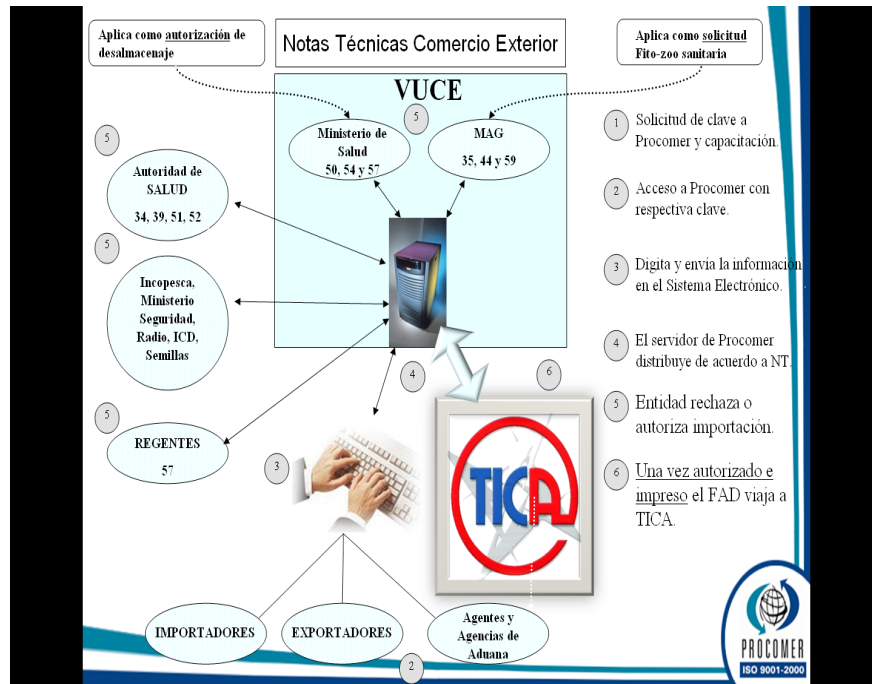 Aplica como autorización de
desalmacenaje
Notas Técnicas Comercio Exterior
Aplica como solicitud
Fito-zoo sanitaria
VUCE
5
Ministerio de
Salud
50, 54 y 57
MAG
35, 44 y 59
5
Autoridad de
SALUD
34, 39, 51, 52
5
Incopesca,
Ministerio
Seguridad,
Radio, ICD,
Semillas
5
REGENTES
57
4
6
3
TICA
IMPORTADORES
EXPORTADORES
Agentes y
Agencias de
Aduana
2
1
Solicitud de clave a
Procomer y capacitación.
2
Acceso a Procomer con
respectiva clave.
3
Digita y envía la información
en el Sistema Electrónico.
4
El servidor de Procomer
distribuye de acuerdo a NT.
5
Entidad rechaza o
autoriza importación.
6
Una vez autorizado e
impreso el FAD viaja a
TICA.
PROCOMER
ISO 9001-2000